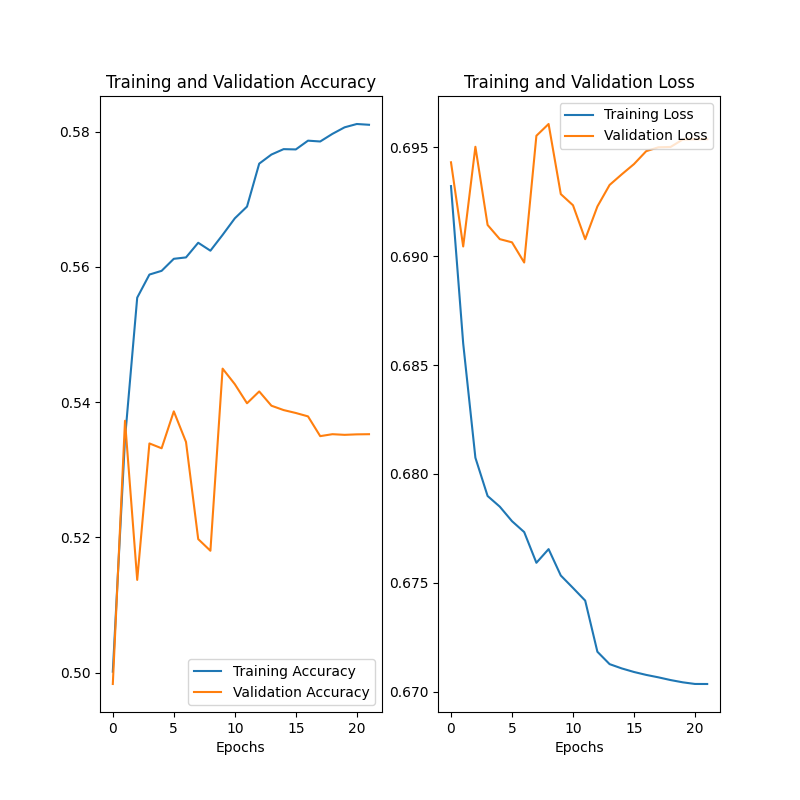 Training and Validation Accuracy
0.58
0.56
0.54
0.52
0.50
Training Accuracy
Validation Accuracy
0 5 10 15 20
Epochs
Training and Validation Loss
Training Loss
Validation Loss
0.695
0.690
0.685
0.680
0.675
0.670
0 5 10 15 20
Epochs